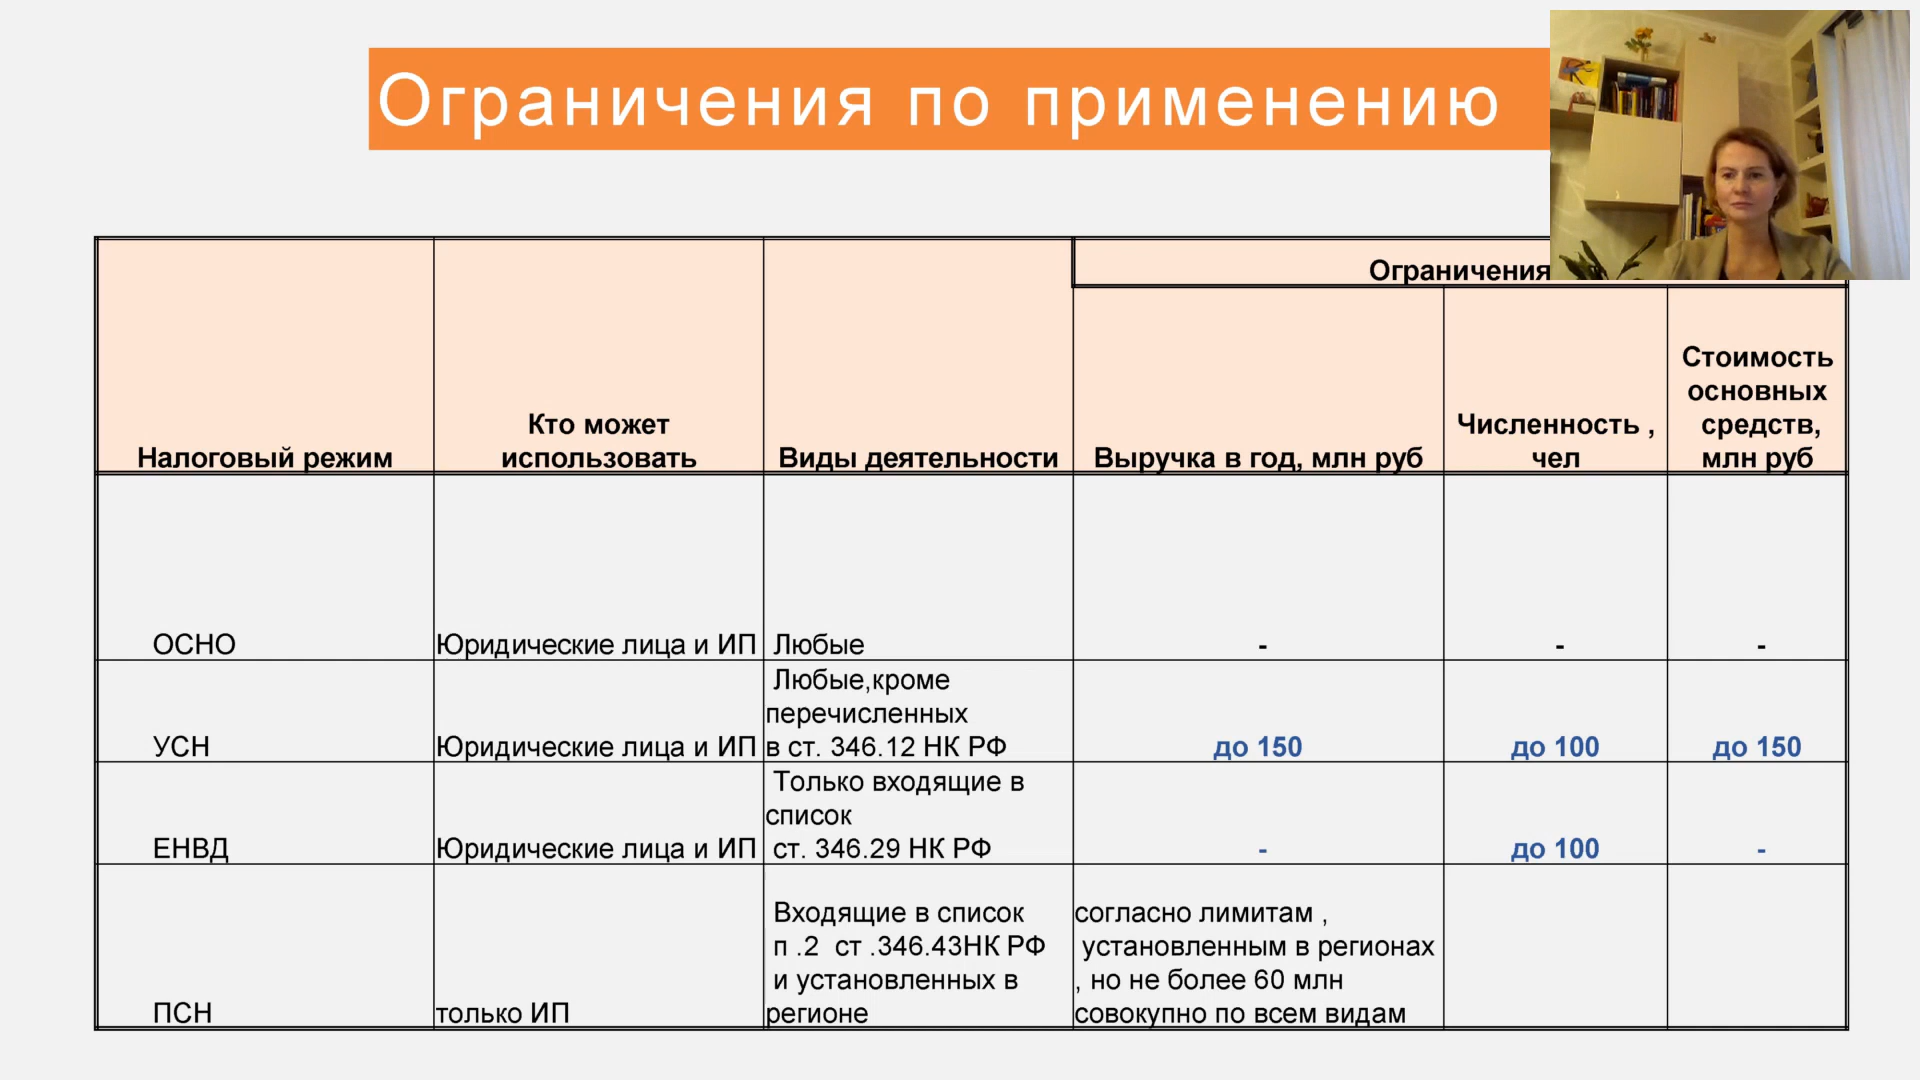 Ограничения по применению
Ограничения
Налоговый режим
Кто может
использовать
Виды деятельности
Выручка в год, млн руб
Численность ,
чел
Стоимость
основных
средств,
млн руб
ОСНО
Юридические лица и ИП
Любые
-
-
-
УСН
Юридические лица и ИП
Любые,кроме
перечисленных
в ст. 346.12 НК РФ
до 150
до 100
до 150
ЕНВД
Юридические лица и ИП
Только входящие в
список
ст. 346.29 НК РФ
-
до 100
-
ПСН
только ИП
Входящие в список
п .2 ст .346.43НК РФ
и установленных в
регионе
согласно лимитам ,
установленным в регионах
, но не более 60 млн
совокупно по всем видам